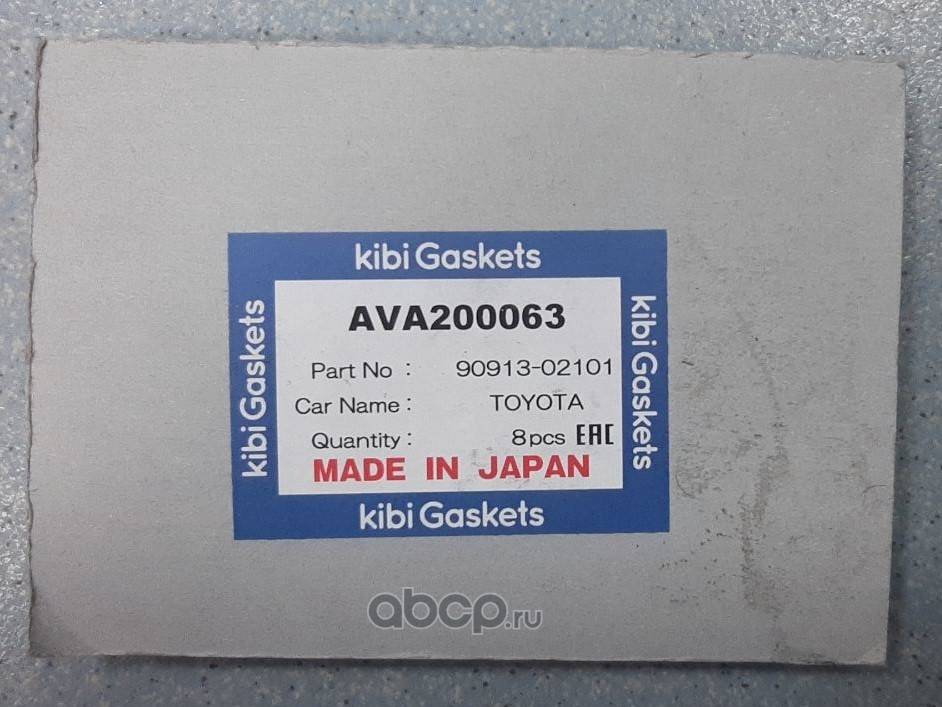 kibi Gaskets
kibi Gaskets
AVA200063
Part No : 90913-02101
Car Name : TOYOTA
Quantity : 8pcs EAC
MADE IN JAPAN
kibi Gaskets
kibi Gaskets
abcp.ru